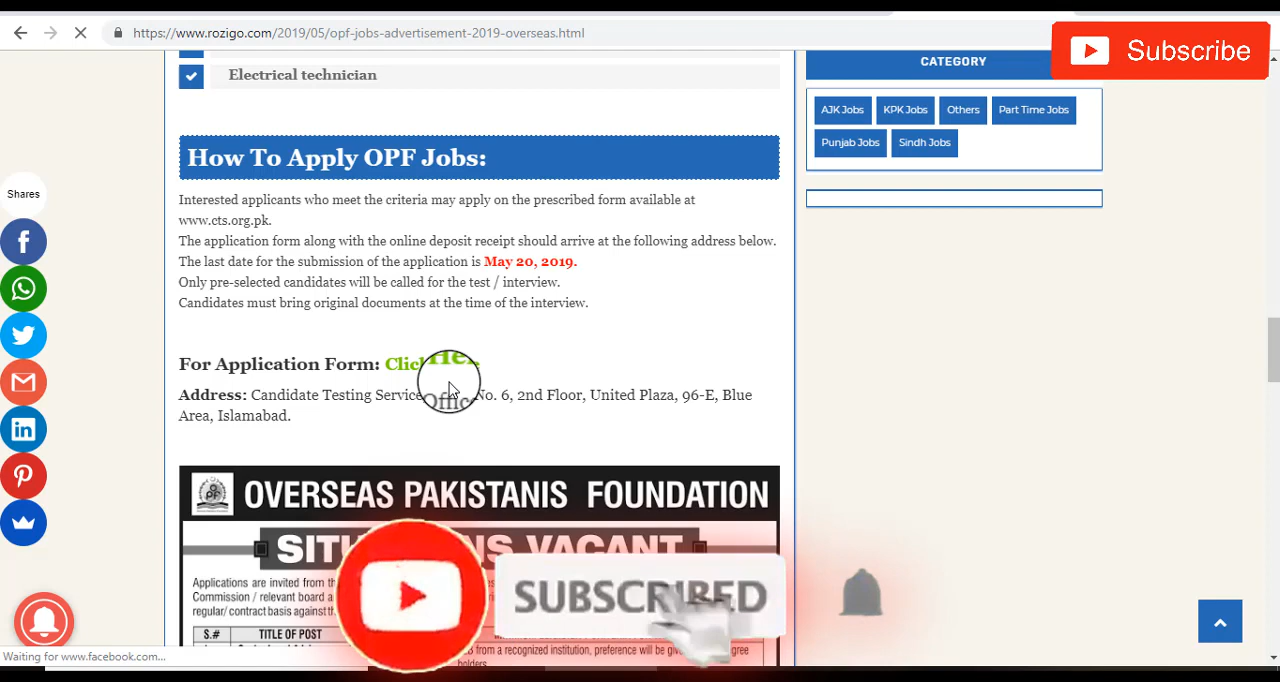 https://www.rozigo.com/2019/05/opf-jobs-advertisement-2019-overseas.html
Subscribe
Electrical technician
CATEGORY
AJK Jobs KPK Jobs Others Part Time Jobs
Punjab Jobs Sindh Jobs
Shares
How To Apply OPF Jobs:
Interested applicants who meet the criteria may apply on the prescribed form available at
www.cts.org.pk.
The application form along with the online deposit receipt should arrive at the following address below.
The last date for the submission of the application is May 20, 2019.
Only pre-selected candidates will be called for the test / interview.
Candidates must bring original documents at the time of the interview.
For Application Form: Click
Address: Candidate Testing Service Office No. 6, 2nd Floor, United Plaza, 96-E, Blue
Area, Islamabad.
OVERSEAS PAKISTANIS FOUNDATION
VACANT
Applications are invited from
Commission / relevant board
regular/ contract basis against
S.# TITLE OF POST
from a recognized institution, preference will be
holders
SUBSCRIBED
Waiting for www.facebook.com...